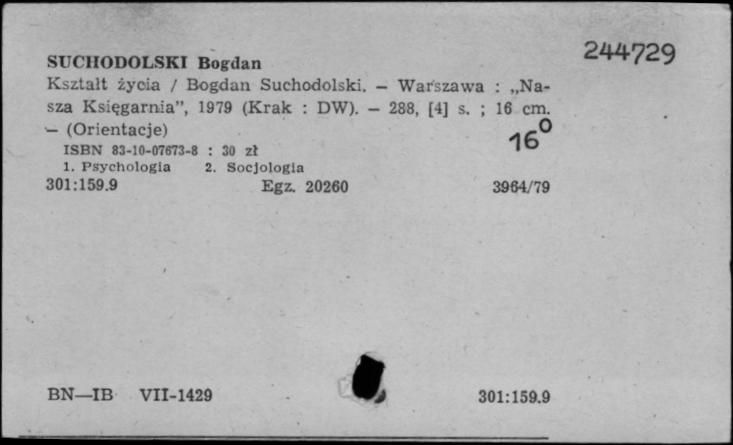 244729
SUCHODOLSKI Bogdan
Kształt życia / Bogdan Suchodolski. — Warszawa : „Na-
sza Księgarnia”, 1979 (Krak : DW). — 288, [4] s. ; 16 cm.
— (Orientacje)
16⁰
ISBN 83-10-07673-8 : 30 zł
1. Psychologia 2. Socjologia
301:159.9 Egz. 20260 3964/79
BN—IB VII-1429 301:159.9